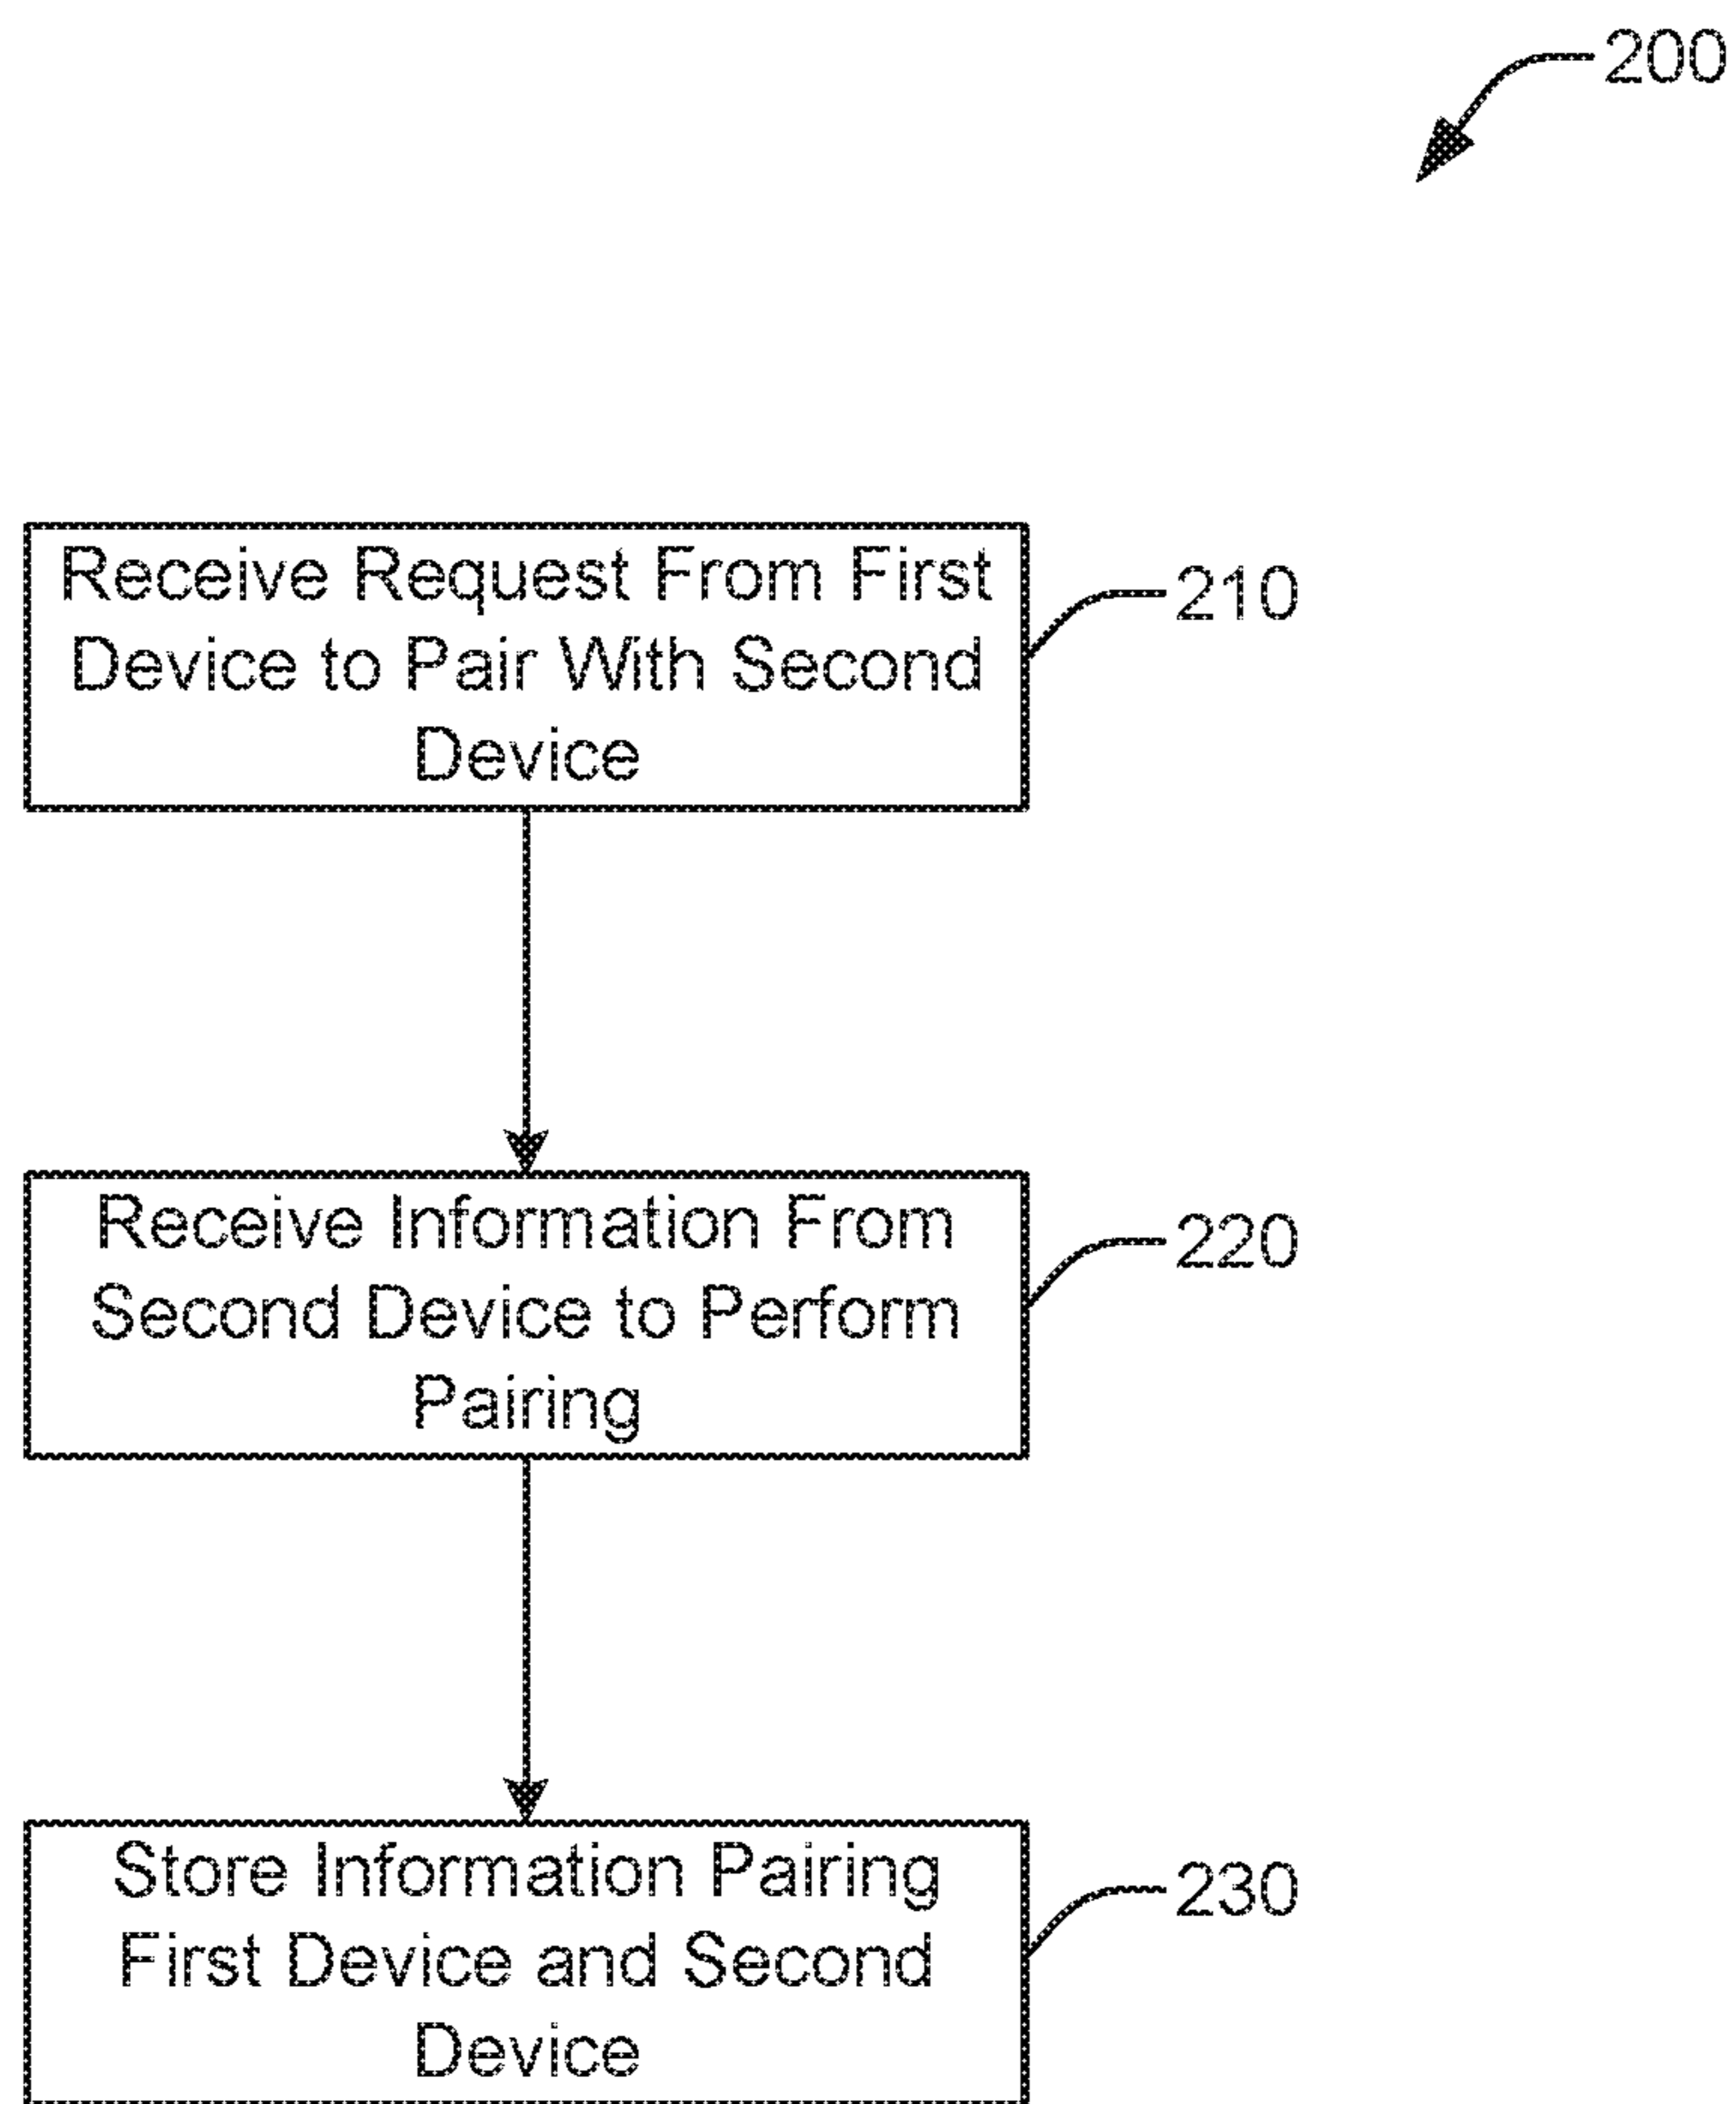 200
Receive Request From First
Device to Pair With Second
Device
210
Receive Information From
Second Device to Perform
Pairing
220
Store Information Pairing
First Device and Second
Device
230